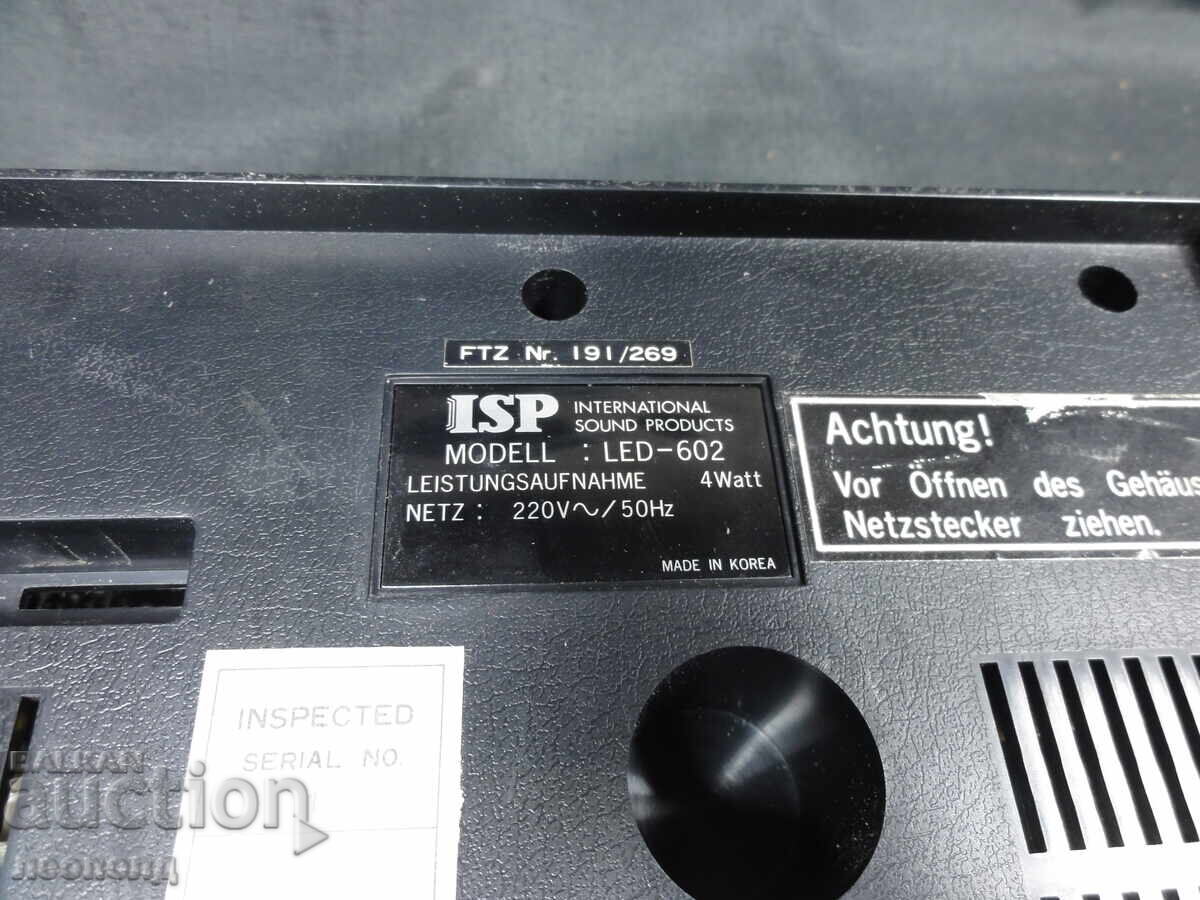 FTZ Nr. 191/269
ISP INTERNATIONAL
SOUND PRODUCTS
MODELL : LED-602
LEISTUNGSAUFNAHME 4Watt
NETZ : 220V~/50Hz
MADE IN KOREA
Achtung!
Vor Öffnen des Gehäus
Netzstecker ziehen.
INSPECTED
SERIAL NO.
BALKAN
auction
неопонд